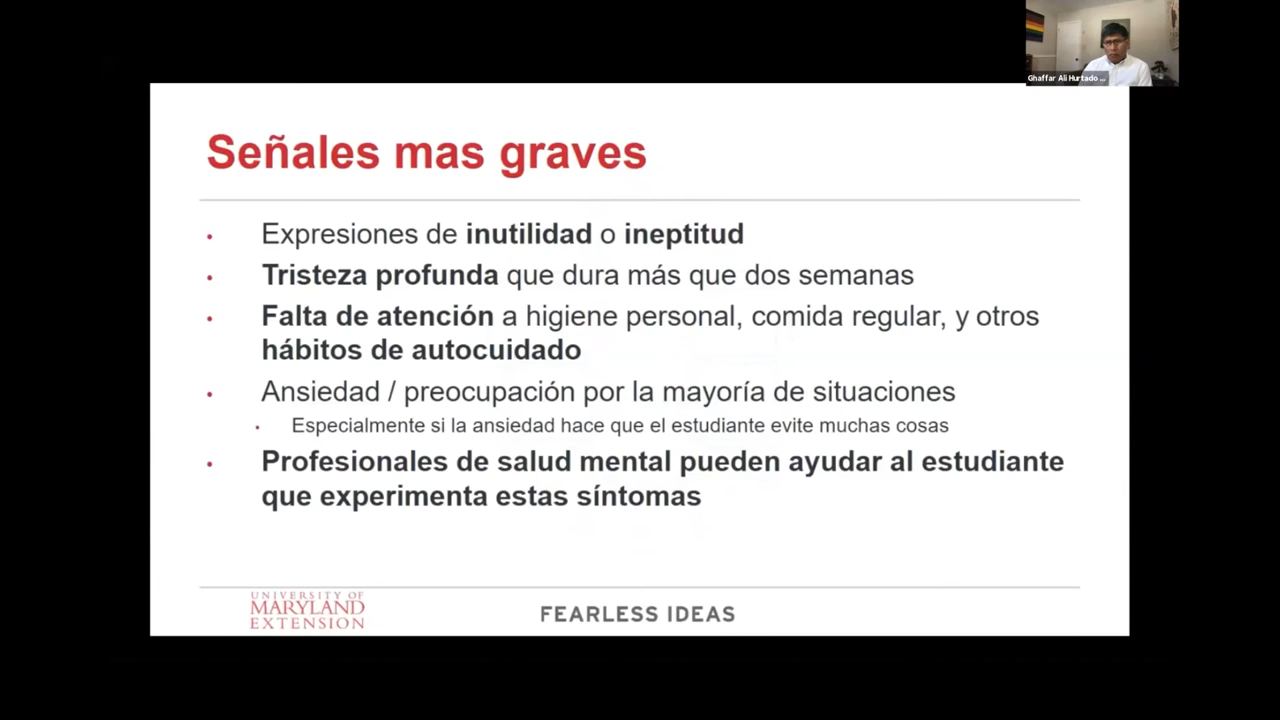 Ghaffar Ali Hurtado ...
Señales mas graves
• Expresiones de inutilidad o ineptitud
• Tristeza profunda que dura más que dos semanas
• Falta de atención a higiene personal, comida regular, y otros
hábitos de autocuidado
• Ansiedad / preocupación por la mayoría de situaciones
• Especialmente si la ansiedad hace que el estudiante evite muchas cosas
• Profesionales de salud mental pueden ayudar al estudiante
que experimenta estas síntomas
UNIVERSITY OF
MARYLAND
EXTENSION
FEARLESS IDEAS